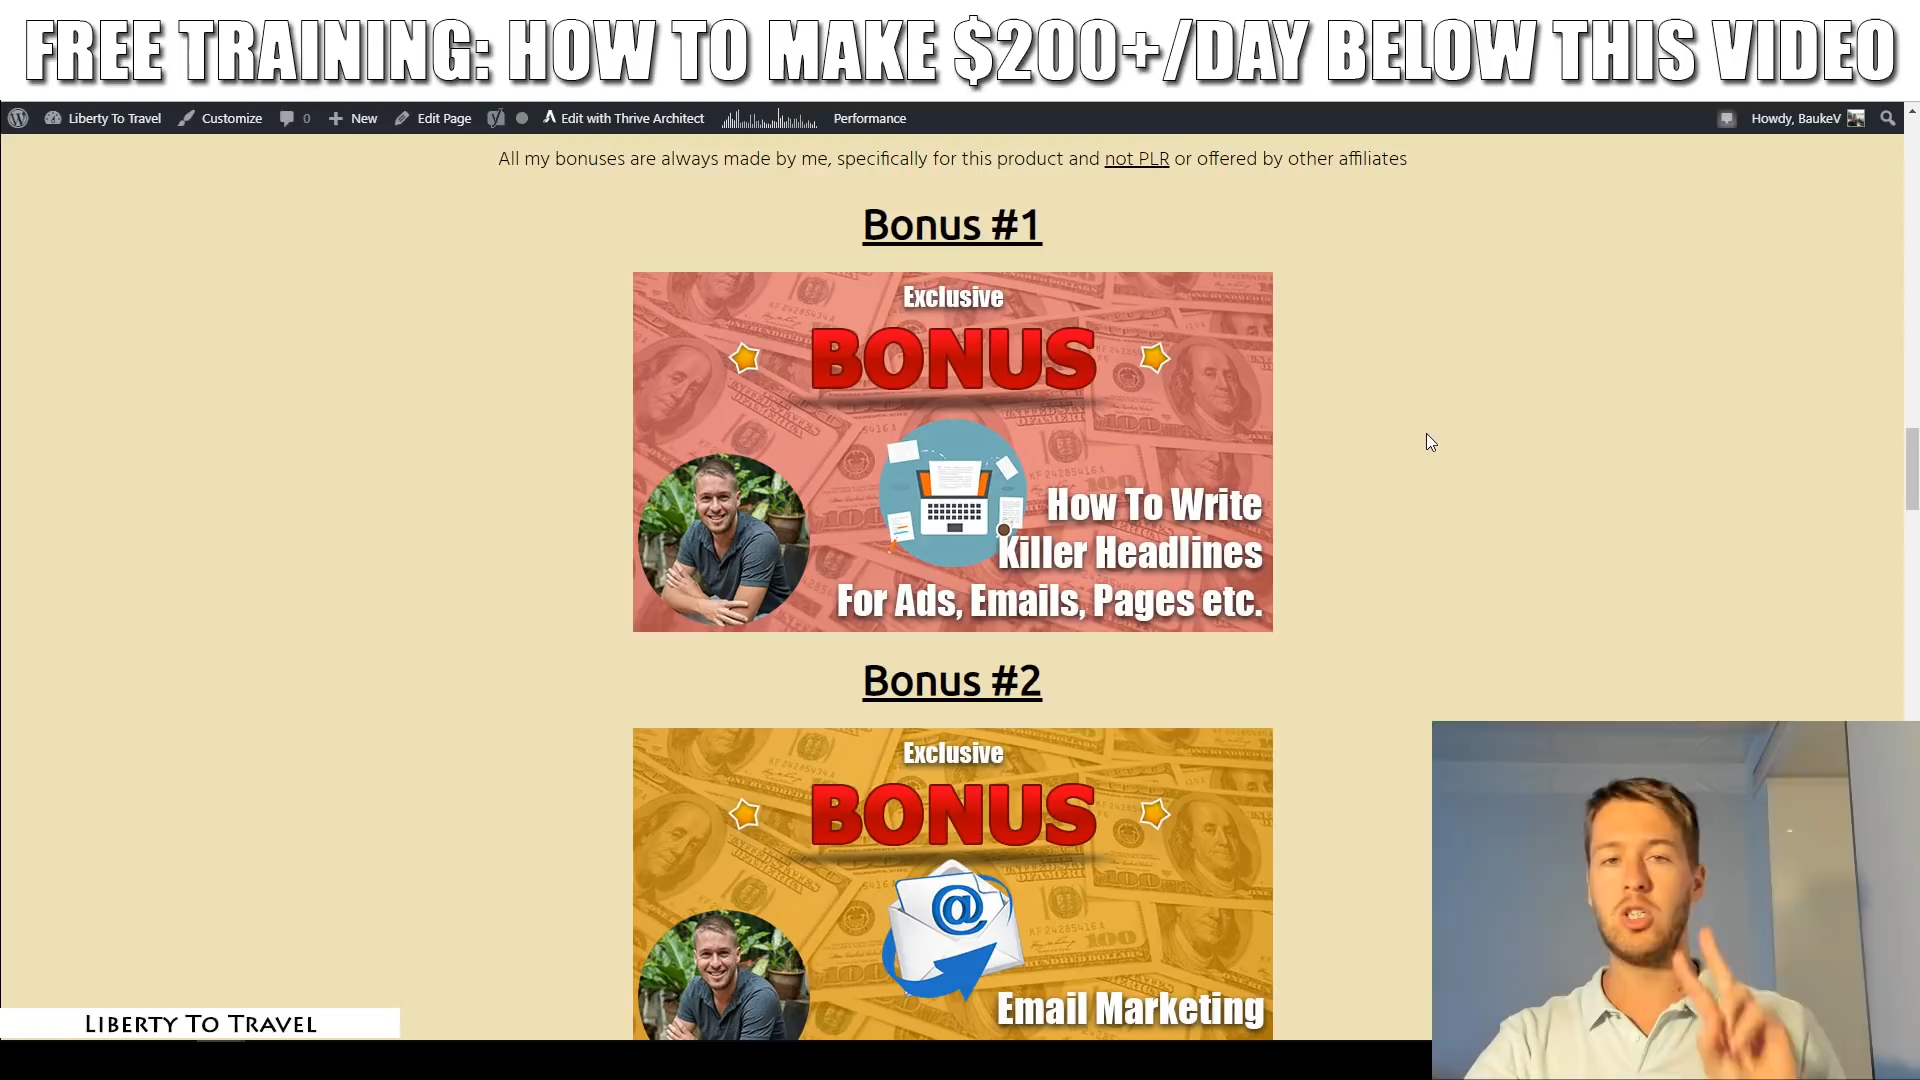 FREE TRAINING: HOW TO MAKE $200+/DAY BELOW THIS VIDEO
Liberty To Travel Customize 0 New Edit Page Edit with Thrive Architect Performance Howdy, BaukeV
All my bonuses are always made by me, specifically for this product and not PLR or offered by other affiliates
Bonus #1
Exclusive
BONUS
How To Write
Killer Headlines
For Ads, Emails, Pages etc.
Bonus #2
Exclusive
BONUS
@
Email Marketing
LIBERTY TO TRAVEL